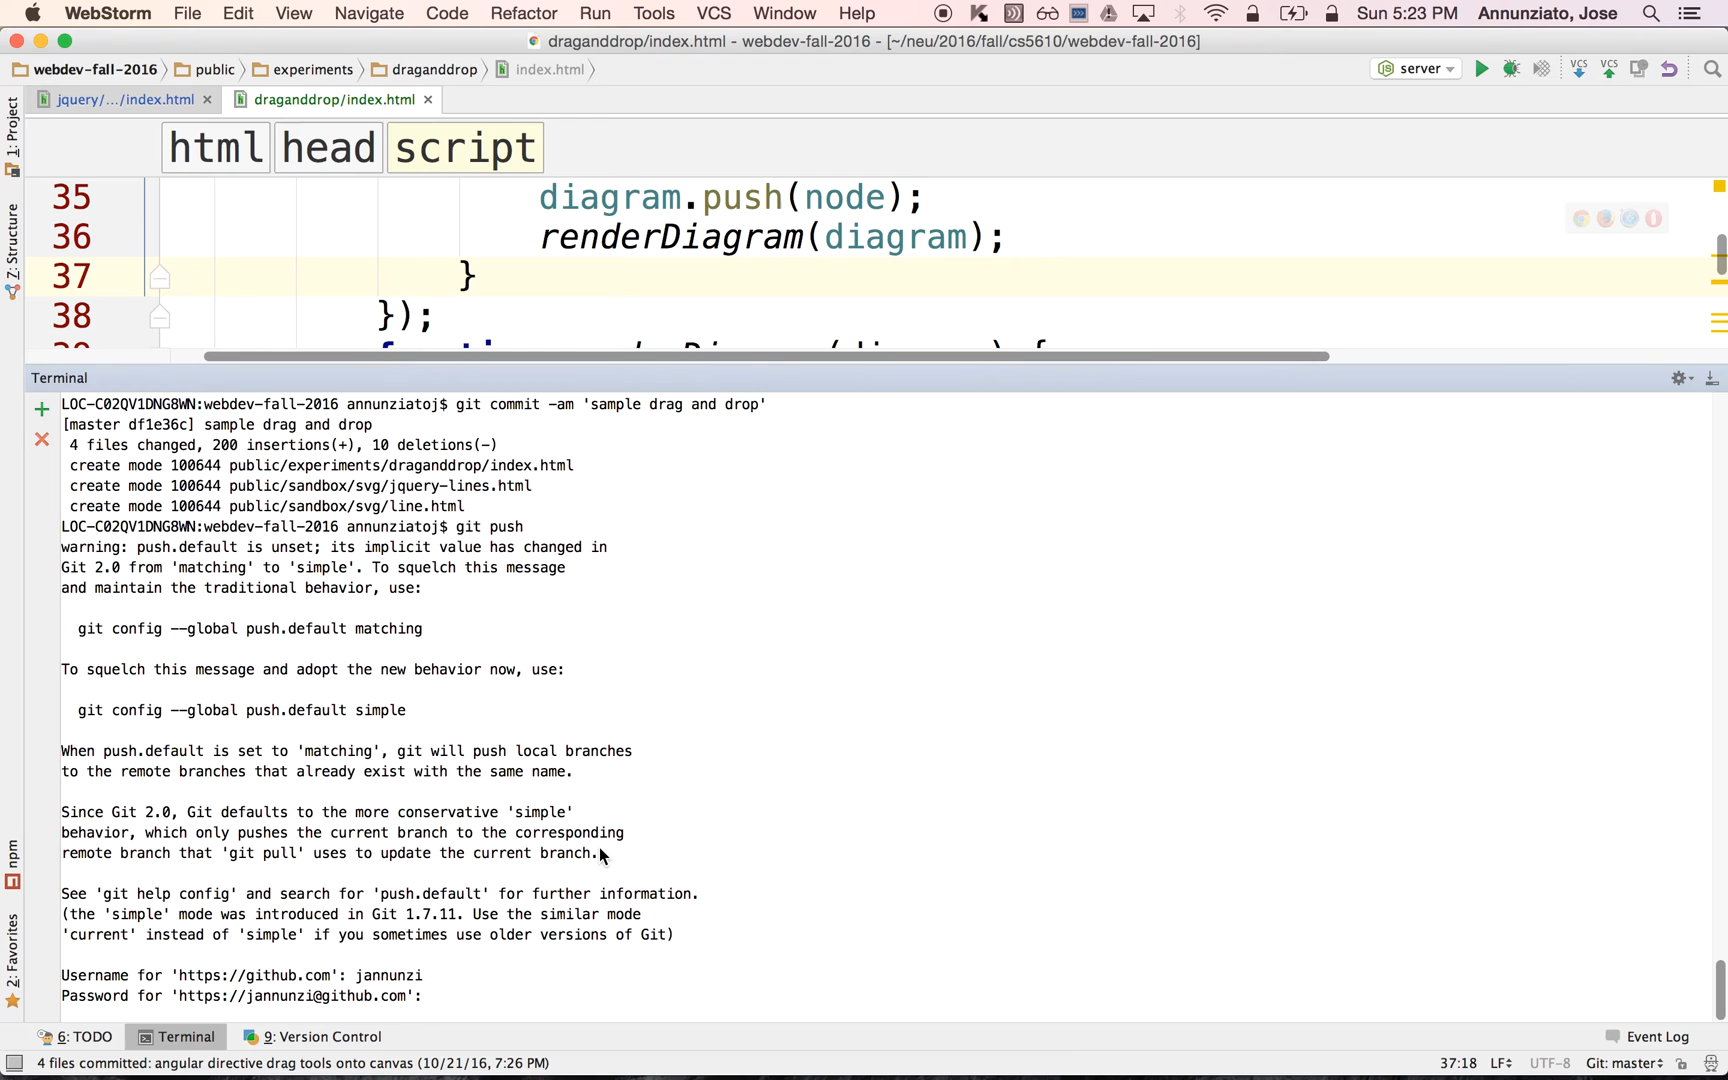 WebStorm File Edit View Navigate Code Refactor Run Tools VCS Window Help Sun 5:23 PM Annunziato, Jose
draganddrop/index.html - webdev-fall-2016 - [~/neu/2016/fall/cs5610/webdev-fall-2016]
webdev-fall-2016 public experiments draganddrop index.html server VCS VCS
jquery/.../index.html draganddrop/index.html
1: Project
html head script
35 diagram.push(node);
36 renderDiagram(diagram);
37 }
38 });
Z: Structure
Terminal
LOC-C02QV1DNG8WN:webdev-fall-2016 annunziatoj$ git commit -am 'sample drag and drop'
[master df1e36c] sample drag and drop
4 files changed, 200 insertions(+), 10 deletions(-)
create mode 100644 public/experiments/draganddrop/index.html
create mode 100644 public/sandbox/svg/jquery-lines.html
create mode 100644 public/sandbox/svg/line.html
LOC-C02QV1DNG8WN:webdev-fall-2016 annunziatoj$ git push
warning: push.default is unset; its implicit value has changed in
Git 2.0 from 'matching' to 'simple'. To squelch this message
and maintain the traditional behavior, use:
git config --global push.default matching
To squelch this message and adopt the new behavior now, use:
git config --global push.default simple
When push.default is set to 'matching', git will push local branches
to the remote branches that already exist with the same name.
Since Git 2.0, Git defaults to the more conservative 'simple'
behavior, which only pushes the current branch to the corresponding
remote branch that 'git pull' uses to update the current branch.
See 'git help config' and search for 'push.default' for further information.
(the 'simple' mode was introduced in Git 1.7.11. Use the similar mode
'current' instead of 'simple' if you sometimes use older versions of Git)
Username for 'https://github.com': jannunzi
Password for 'https://jannunzi@github.com':
npm
2: Favorites
6: TODO Terminal 9: Version Control Event Log
4 files committed: angular directive drag tools onto canvas (10/21/16, 7:26 PM) 37:18 LF UTF-8 Git: master